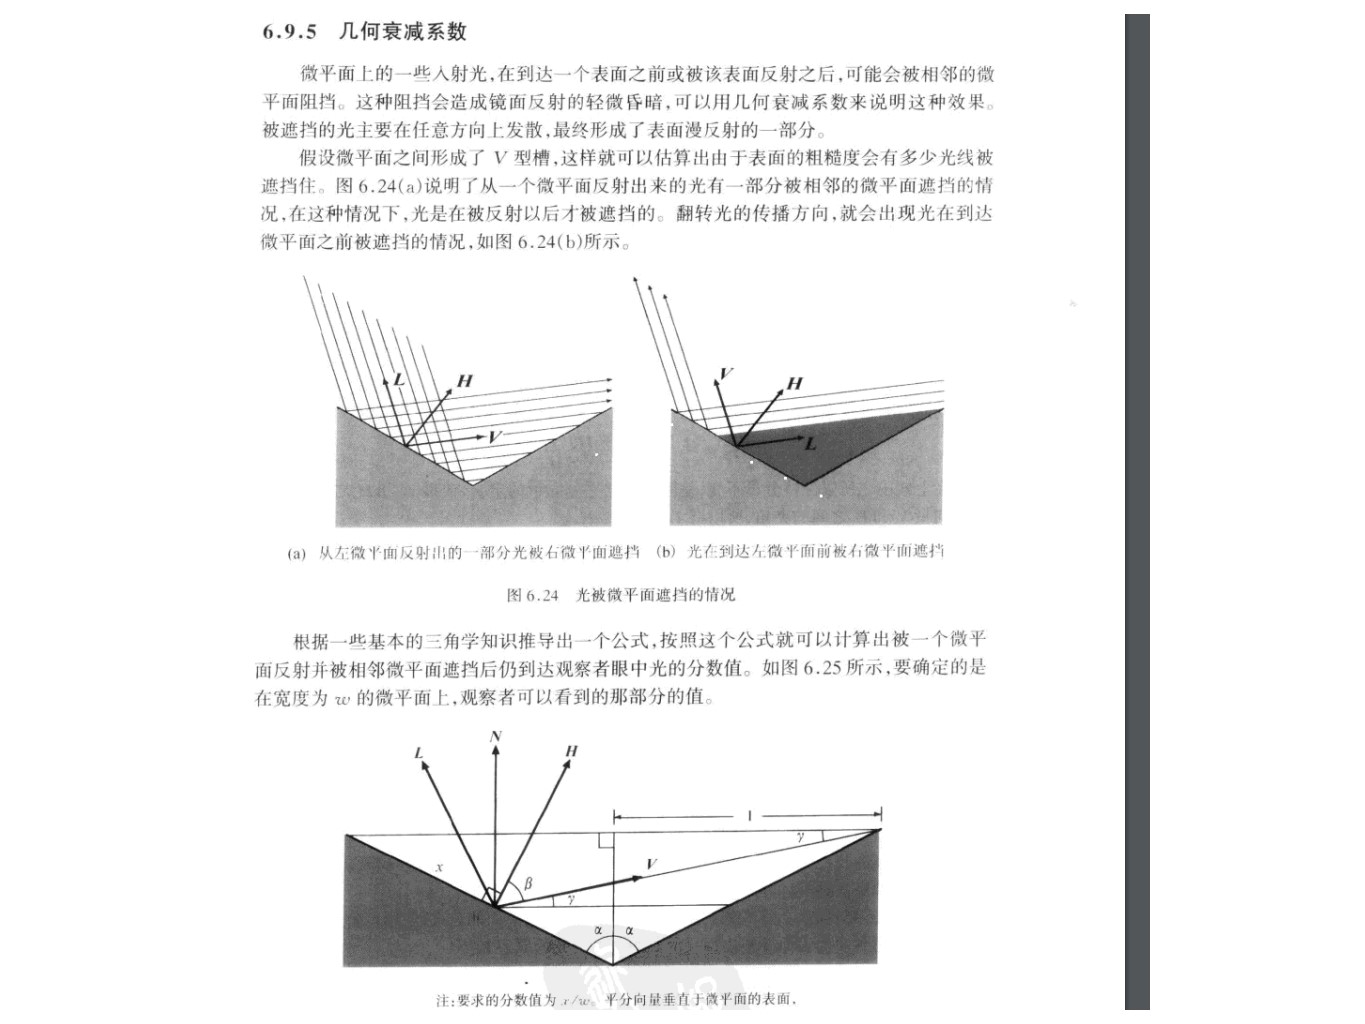 6.9.5 几何衰减系数
微平面上的一些入射光,在到达一个表面之前或被该表面反射之后,可能会被相邻的微
平面阻挡。这种阻挡会造成镜面反射的轻微昏暗,可以用几何衰减系数来说明这种效果。
被遮挡的光主要在任意方向上发散,最终形成了表面漫反射的一部分。
假设微平面之间形成了 V 型槽,这样就可以估算出由于表面的粗糙度会有多少光线被
遮挡住。图 6.24(a)说明了从一个微平面反射出来的光有一部分被相邻的微平面遮挡的情
况,在这种情况下,光是在被反射以后才被遮挡的。翻转光的传播方向,就会出现光在到达
微平面之前被遮挡的情况,如图 6.24(b)所示。
L
H
V
V
H
L
(a) 从左微平面反射出的一部分光被右微平面遮挡 (b) 光在到达左微平面前被右微平面遮挡
图 6.24 光被微平面遮挡的情况
根据一些基本的三角学知识推导出一个公式,按照这个公式就可以计算出被一个微平
面反射并被相邻微平面遮挡后仍到达观察者眼中光的分数值。如图 6.25 所示,要确定的是
在宽度为 w 的微平面上,观察者可以看到的那部分的值。
L
N
H
1
γ
x
V
β
γ
α α
注:要求的分数值为 x/w。平分向量垂直于微平面的表面.